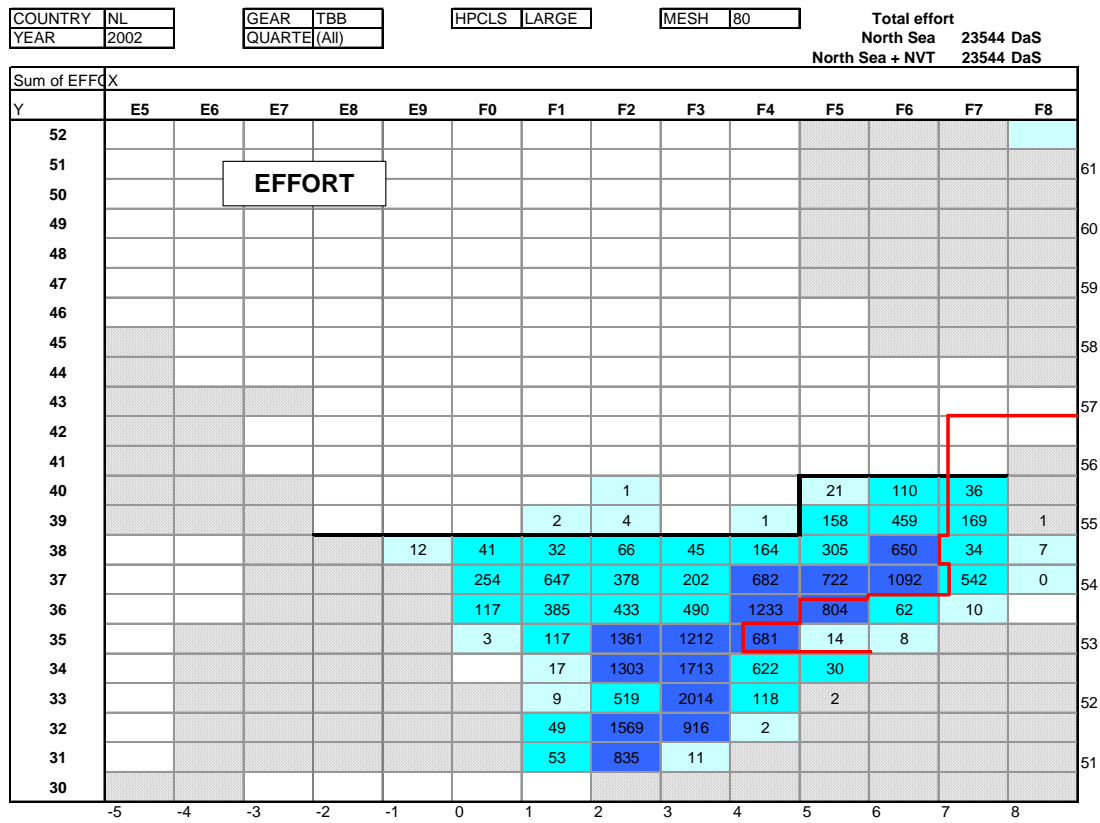 COUNTRY NL GEAR TBB HPCLS LARGE MESH 80 Total effort
YEAR 2002 QUARTE (All) North Sea 23544 DaS
North Sea + NVT 23544 DaS
Sum of EFFO X
Y E5 E6 E7 E8 E9 F0 F1 F2 F3 F4 F5 F6 F7 F8
52
51 61
EFFORT
50
49 60
48
47 59
46
45 58
44
43 57
42
41 56
40 1 21 110 36
39 2 4 1 158 459 169 1 55
38 12 41 32 66 45 164 305 650 34 7
37 254 647 378 202 682 722 1092 542 0 54
36 117 385 433 490 1233 804 62 10
35 3 117 1361 1212 681 14 8 53
34 17 1303 1713 622 30
33 9 519 2014 118 2 52
32 49 1569 916 2
31 53 835 11 51
30
-5 -4 -3 -2 -1 0 1 2 3 4 5 6 7 8